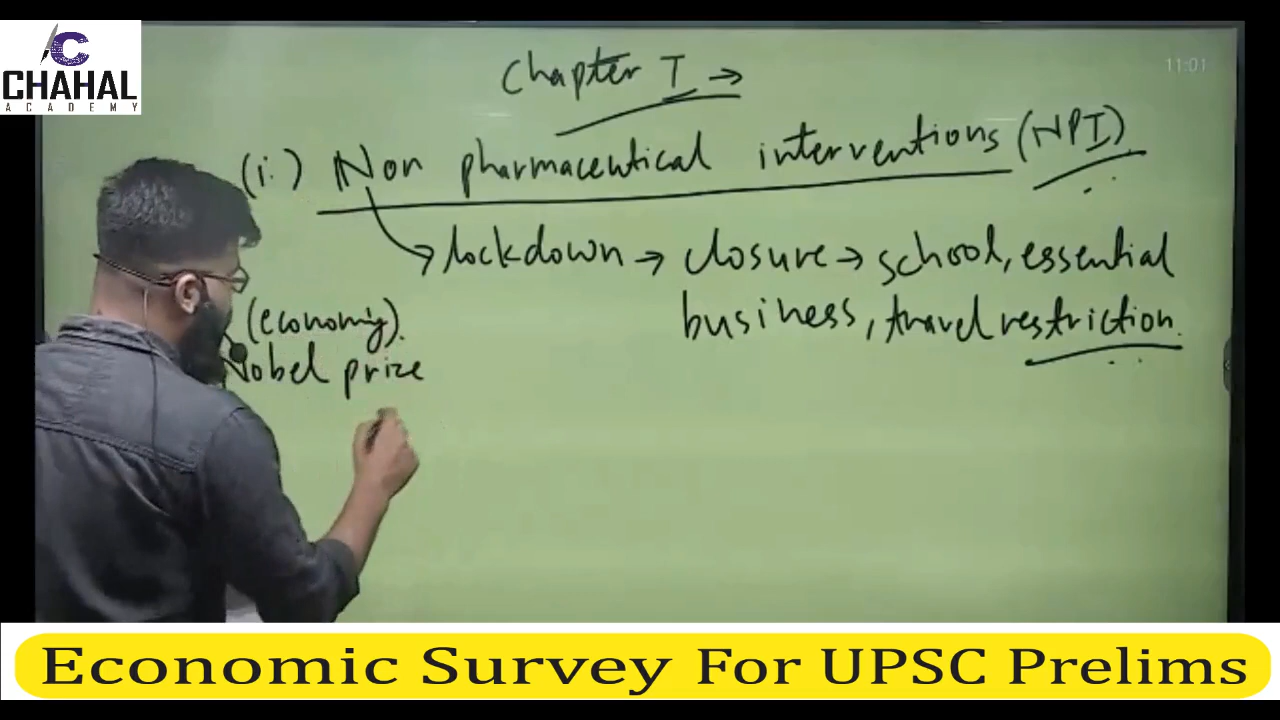 CHAHAL
ACADEMY
11:01
Chapter I →
(i.) Non pharmaceutical interventions (NPI)
→ lockdown → closure → school, essential
business, travel restriction.
(economy).
Nobel prize
Economic Survey For UPSC Prelims